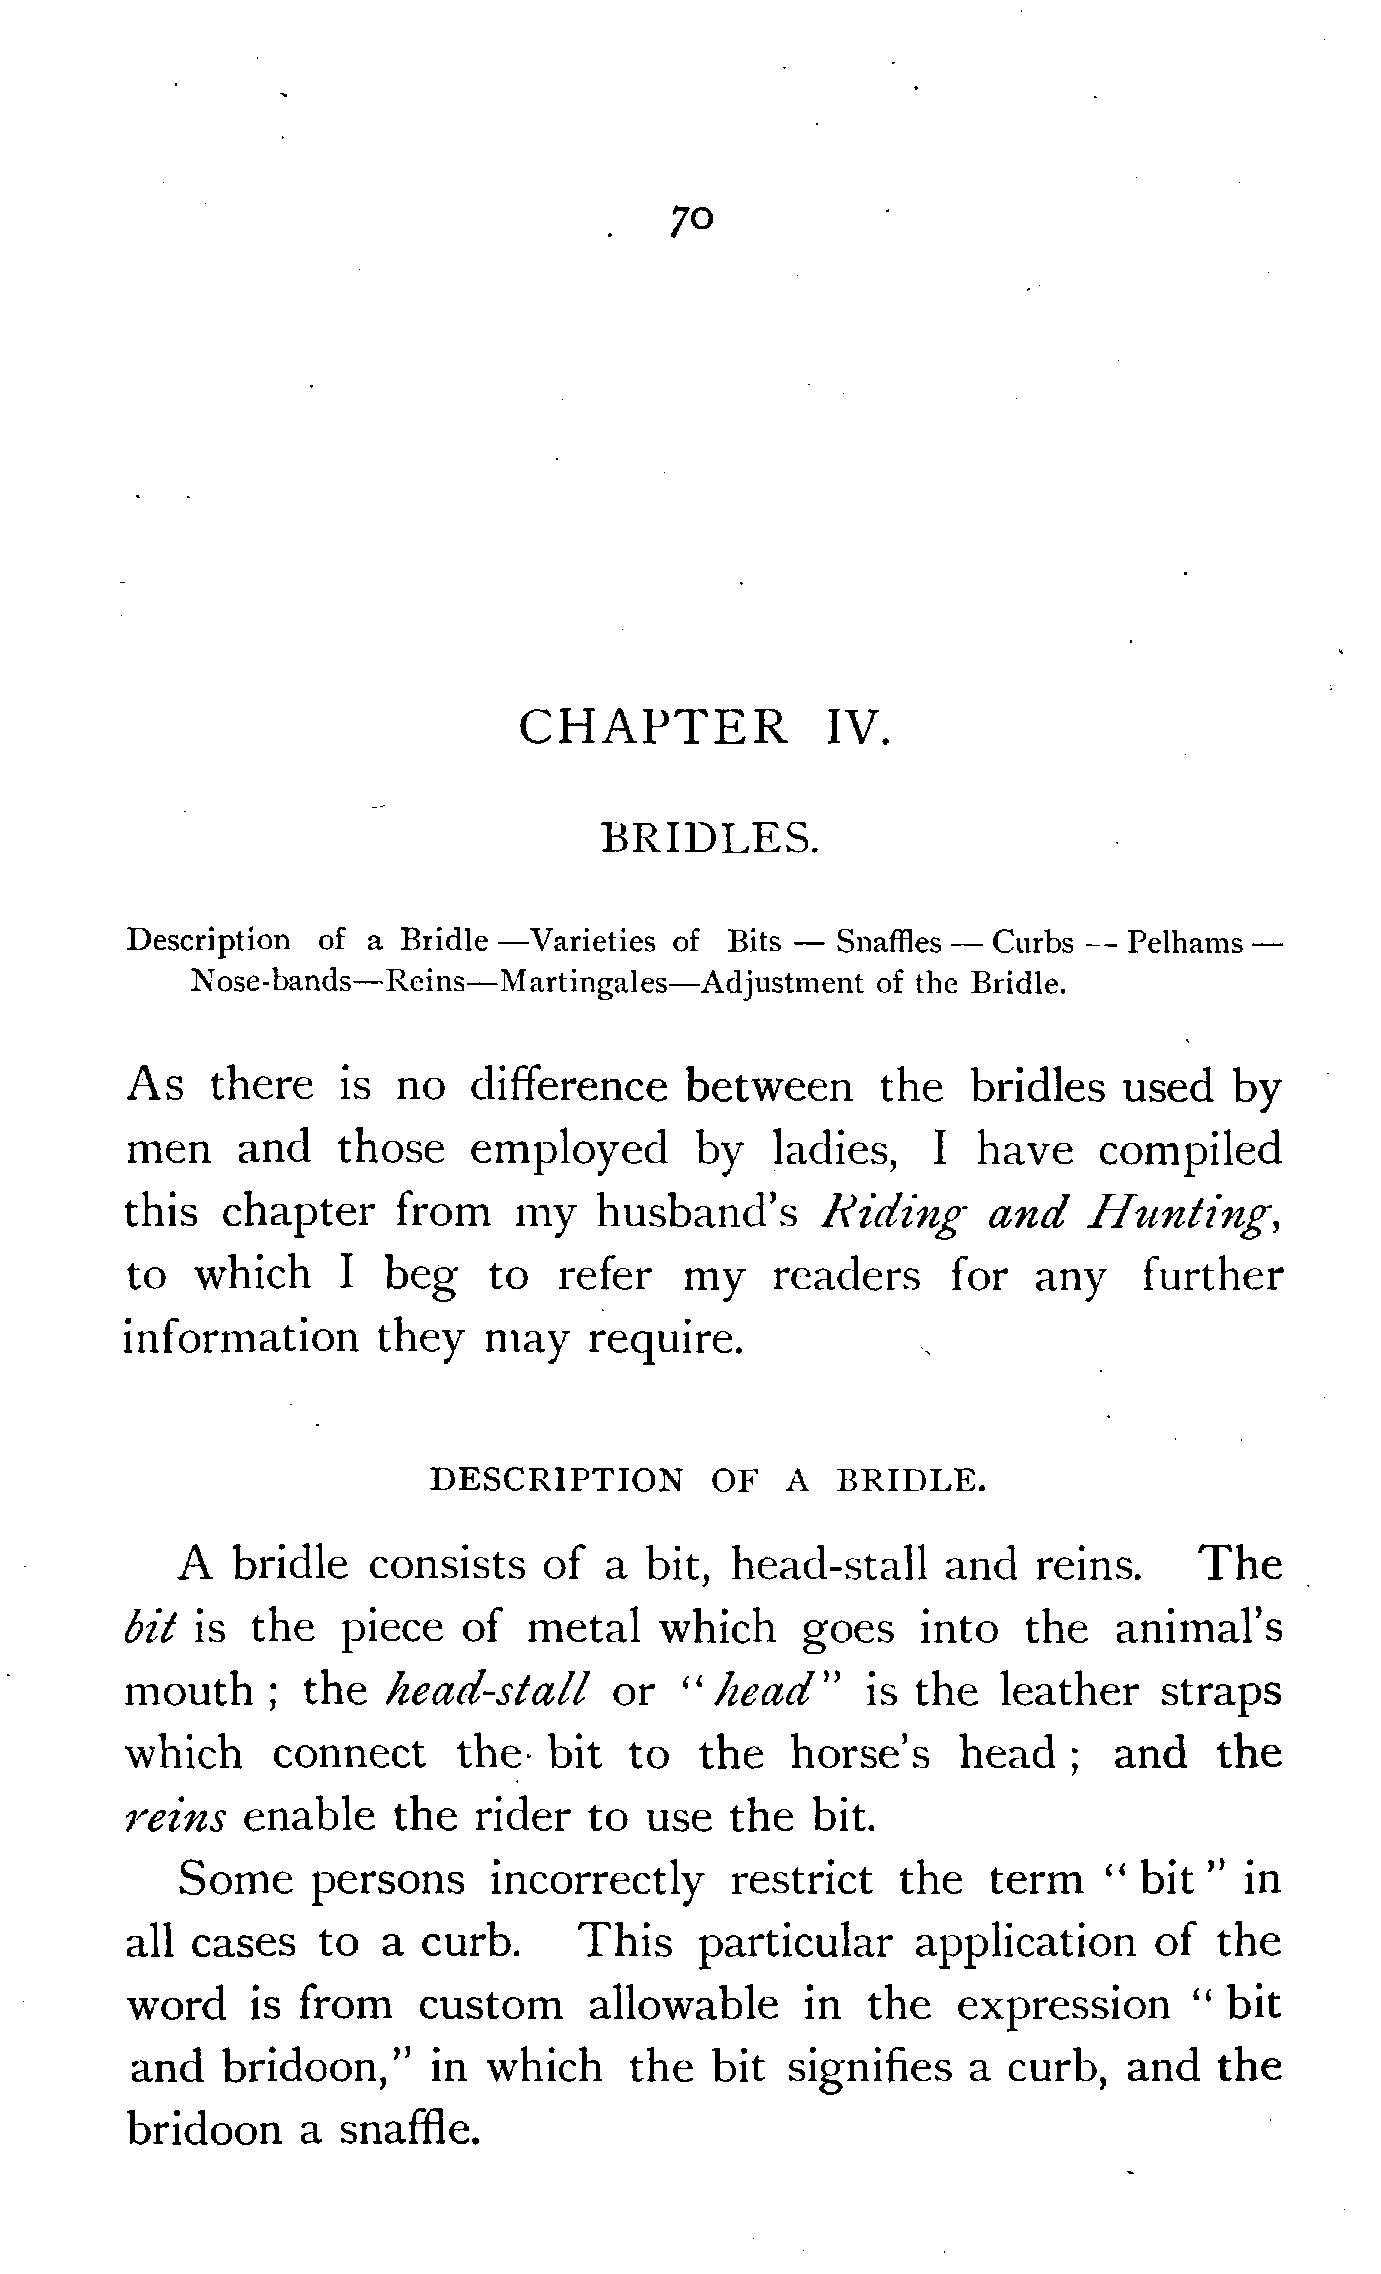 70
CHAPTER IV.
BRIDLES.
Description of a Bridle—Varieties of Bits — Snaffles — Curbs — Pelhams —
Nose-bands—Reins—Martingales—Adjustment of the Bridle.
As there is no difference between the bridles used by
men and those employed by ladies, I have compiled
this chapter from my husband's Riding and Hunting,
to which I beg to refer my readers for any further
information they may require.
DESCRIPTION OF A BRIDLE.
A bridle consists of a bit, head-stall and reins. The
bit is the piece of metal which goes into the animal's
mouth ; the head-stall or " head" is the leather straps
which connect the bit to the horse's head ; and the
reins enable the rider to use the bit.
Some persons incorrectly restrict the term " bit " in
all cases to a curb. This particular application of the
word is from custom allowable in the expression " bit
and bridoon," in which the bit signifies a curb, and the
bridoon a snaffle.